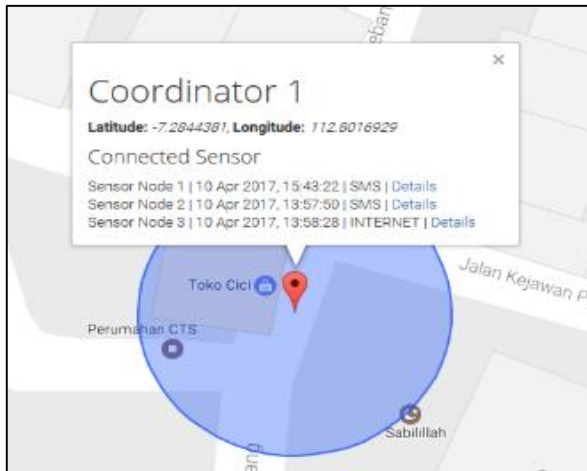 Coordinator 1
Latitude: -7.2844381, Longitude: 112.8016929
Connected Sensor
Sensor Node 1 | 10 Apr 2017, 15:43:22 | SMS | Details
Sensor Node 2 | 10 Apr 2017, 13:57:50 | SMS | Details
Sensor Node 3 | 10 Apr 2017, 13:58:28 | INTERNET | Details
Toko Cici
Jalan Kejawan P
Perumahan CTS
Sabilillah